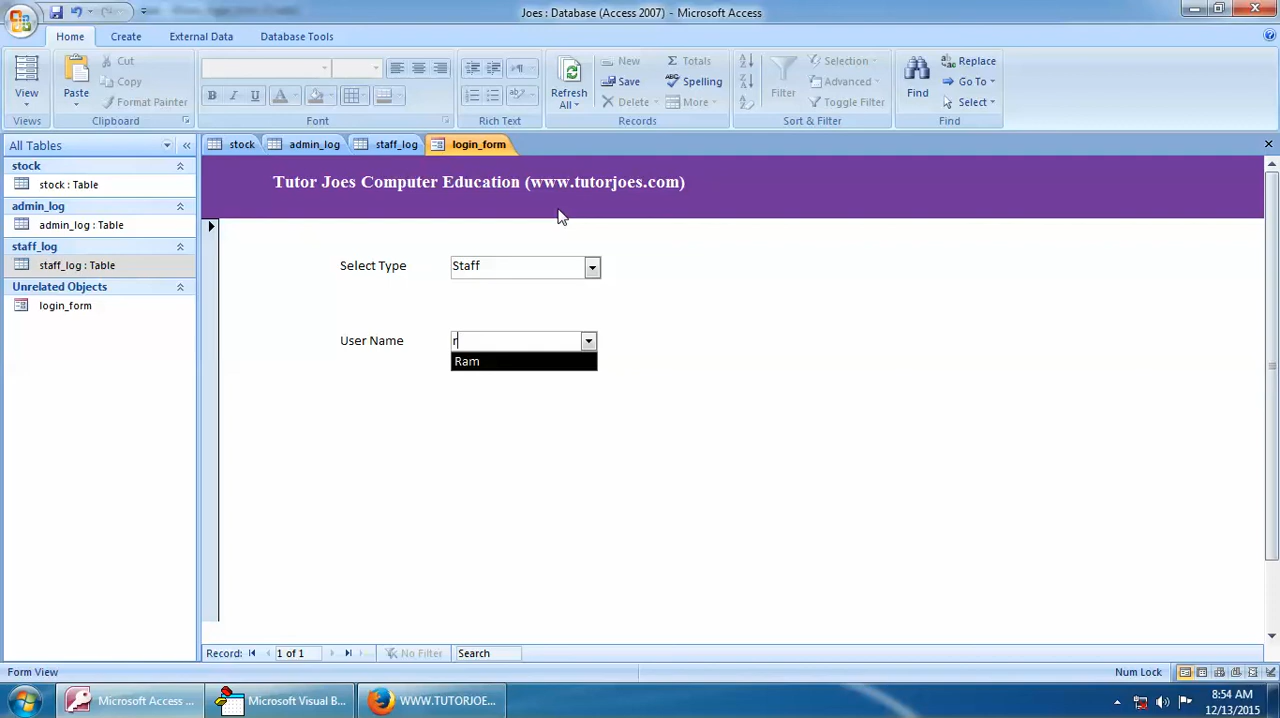 Joes : Database (Access 2007) - Microsoft Access
Home Create External Data Database Tools
View Paste Cut Copy Format Painter
Refresh All New Save Delete Totals Spelling More
Filter Selection Advanced Toggle Filter
Find Replace Go To Select
Views Clipboard Font Rich Text Records Sort & Filter Find
All Tables
stock admin_log staff_log login_form
stock
stock : Table
admin_log
admin_log : Table
staff_log
staff_log : Table
Unrelated Objects
login_form
Tutor Joes Computer Education (www.tutorjoes.com)
Select Type Staff
User Name r
Ram
Record: 1 of 1 No Filter Search
Form View Num Lock
Microsoft Access ... Microsoft Visual B... WWW.TUTORJOE... 8:54 AM
12/13/2015